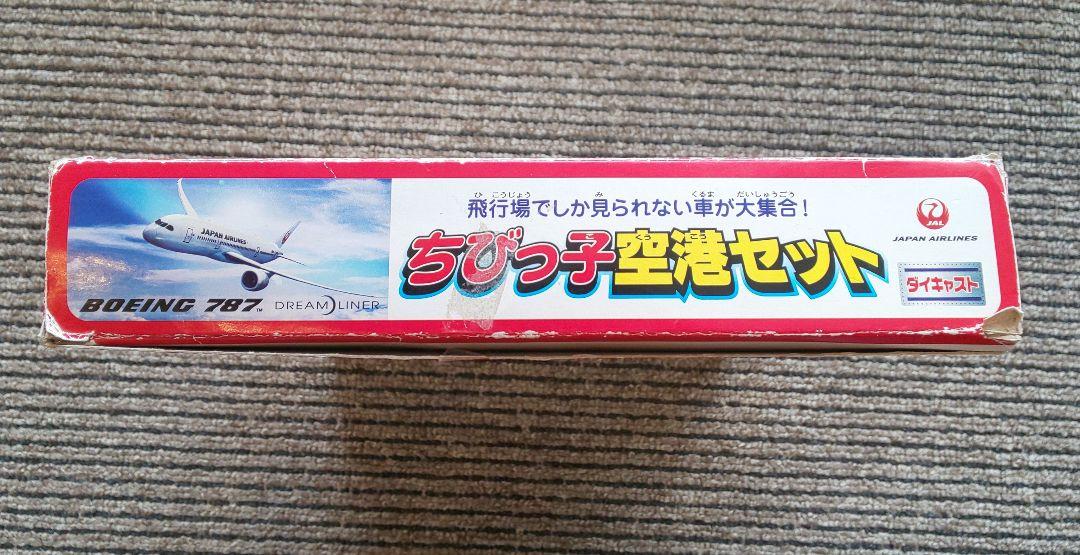 JAPAN AIRLINES
BOEING 787™
DREAMLINER
ひこうじょう み くるま だいしゅうごう
飛行場でしか見られない車が大集合！
ちびっ子空港セット
JAL
JAPAN AIRLINES
ダイキャスト